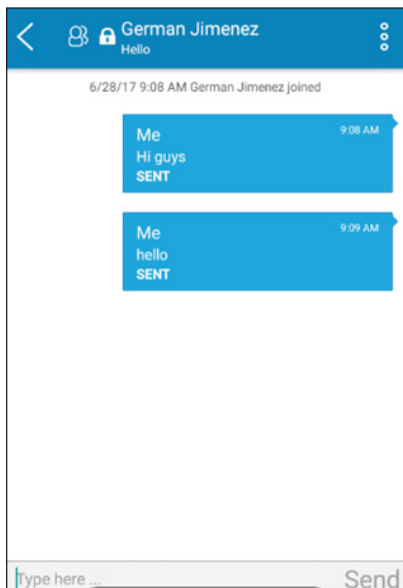 German Jimenez
Hello
6/28/17 9:08 AM German Jimenez joined
Me 9:08 AM
Hi guys
SENT
Me 9:09 AM
hello
SENT
Type here ... Send